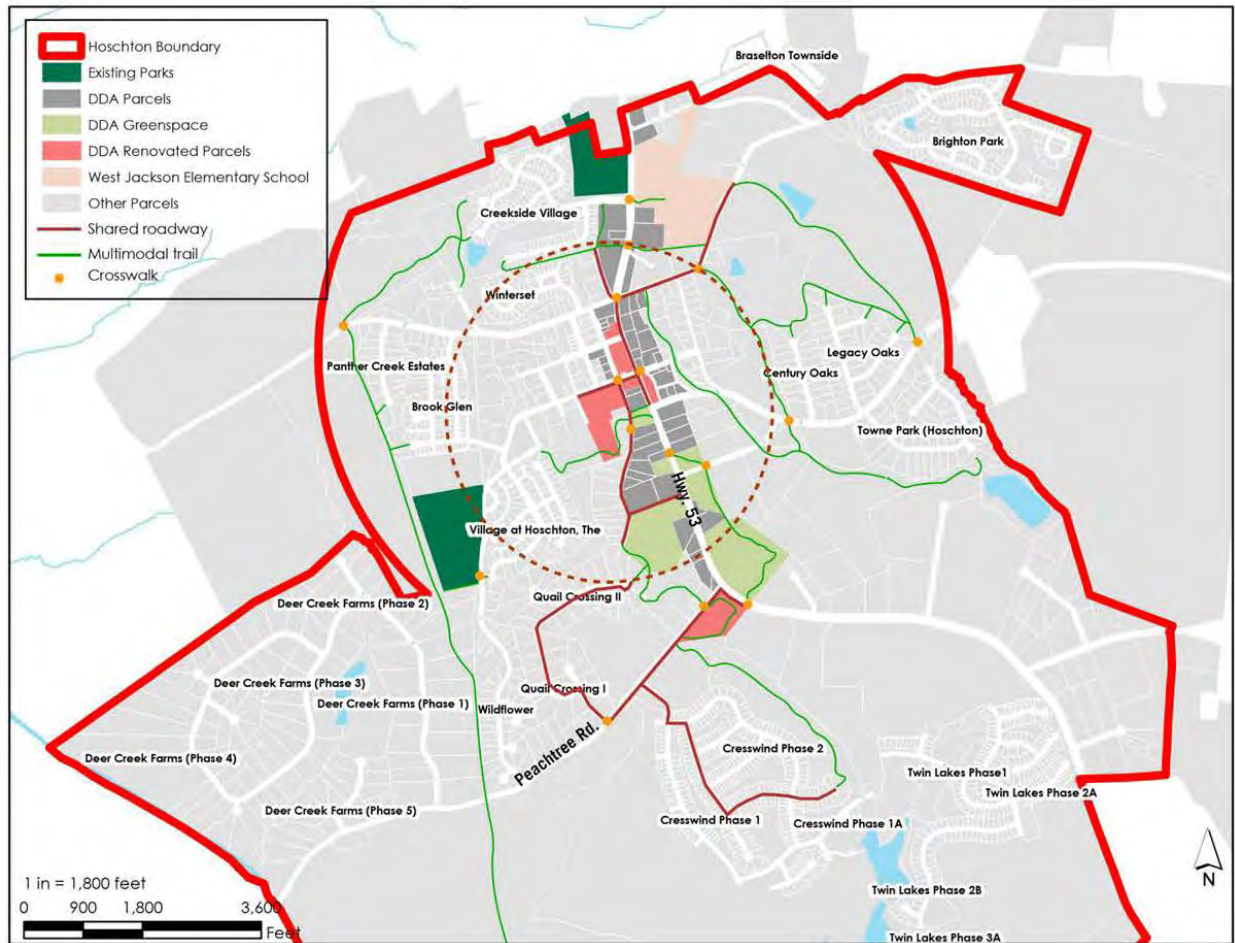 Hoschton Boundary
Existing Parks
DDA Parcels
DDA Greenspace
DDA Renovated Parcels
West Jackson Elementary School
Other Parcels
Shared roadway
Multimodal trail
Crosswalk
Braselton Townside
Brighton Park
Creekside Village
Winterset
Panther Creek Estates
Legacy Oaks
Century Oaks
Brook Glen
Towne Park (Hoschton)
Hwy. 53
Village at Hoschton, The
Quail Crossing II
Deer Creek Farms (Phase 2)
Deer Creek Farms (Phase 3)
Quail Crossing I
Deer Creek Farms (Phase 1)
Wildflower
Peachtree Rd.
Deer Creek Farms (Phase 4)
Cresswind Phase 2
Twin Lakes Phase1
Twin Lakes Phase 2A
Deer Creek Farms (Phase 5)
Cresswind Phase 1
Cresswind Phase 1A
Twin Lakes Phase 2B
Twin Lakes Phase 3A
1 in = 1,800 feet
0 900 1,800 3,600
Feet
N